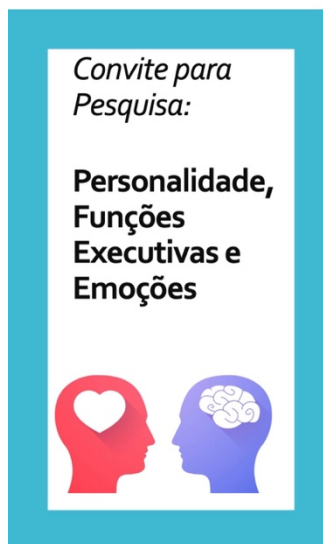 Convite para
Pesquisa:
Personalidade,
Funções
Executivas e
Emoções